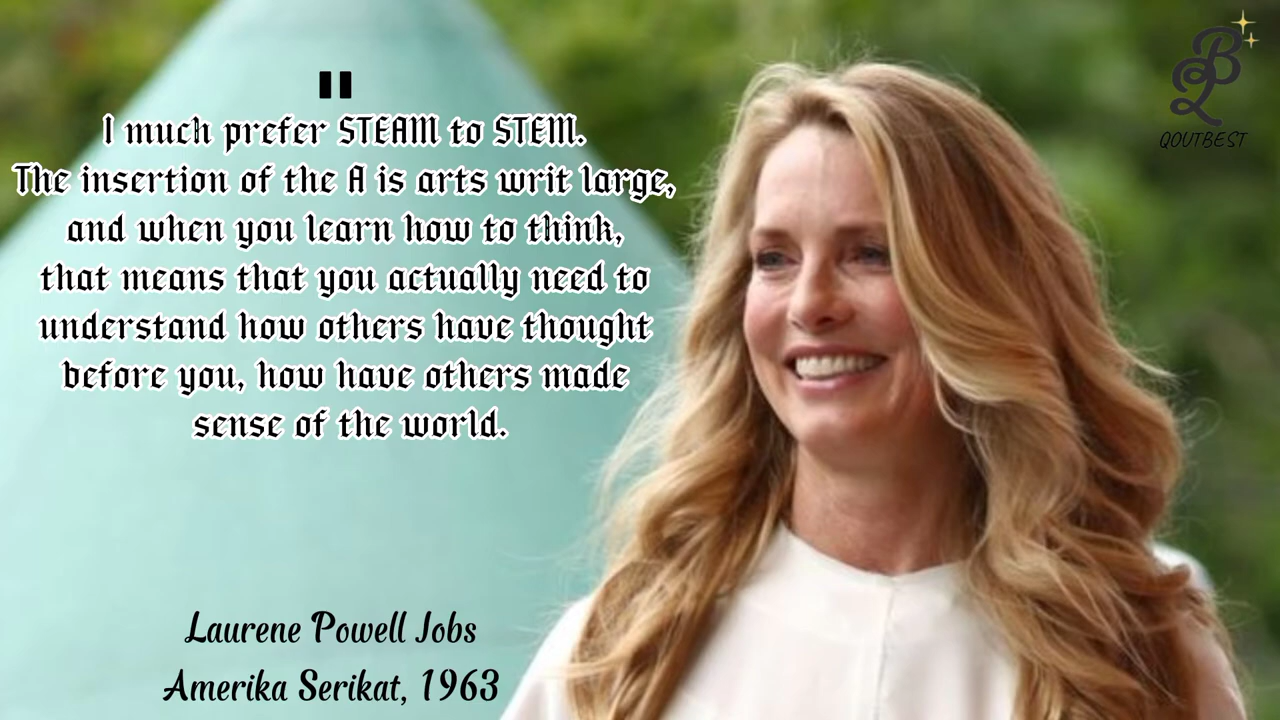 "
I much prefer STEAM to STEM.
The insertion of the A is arts writ large,
and when you learn how to think,
that means that you actually need to
understand how others have thought
before you, how have others made
sense of the world.
Laurene Powell Jobs
Amerika Serikat, 1963
QB
QOUTBEST